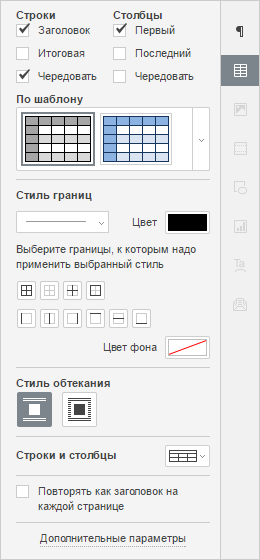 Строки Столбцы
Заголовок Первый
Итоговая Последний
Чередовать Чередовать
По шаблону
Стиль границ
Цвет
Выберите границы, к которым надо
применить выбранный стиль
Цвет фона
Стиль обтекания
Строки и столбцы
Повторять как заголовок на
каждой странице
Дополнительные параметры